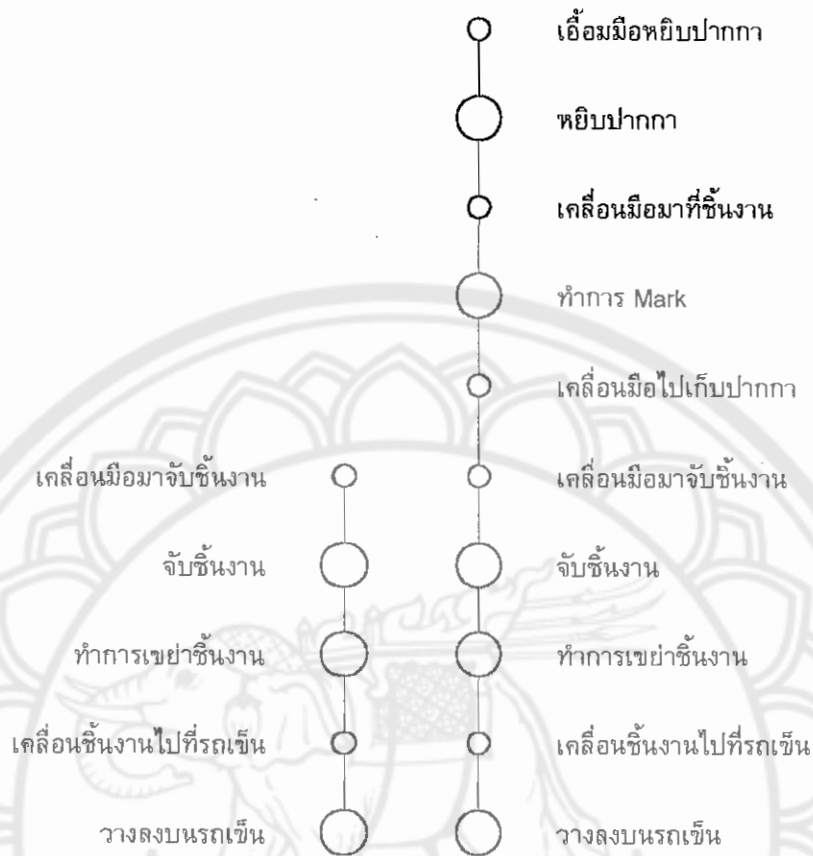 เอื้อมมือหยิบปากกา
หยิบปากกา
เคลื่อนมือมาที่ชิ้นงาน
ทำการ Mark
เคลื่อนมือไปเก็บปากกา
เคลื่อนมือมาจับชิ้นงาน เคลื่อนมือมาจับชิ้นงาน
จับชิ้นงาน จับชิ้นงาน
ทำการเขย่าชิ้นงาน ทำการเขย่าชิ้นงาน
เคลื่อนชิ้นงานไปที่รถเข็น เคลื่อนชิ้นงานไปที่รถเข็น
วางลงบนรถเข็น วางลงบนรถเข็น